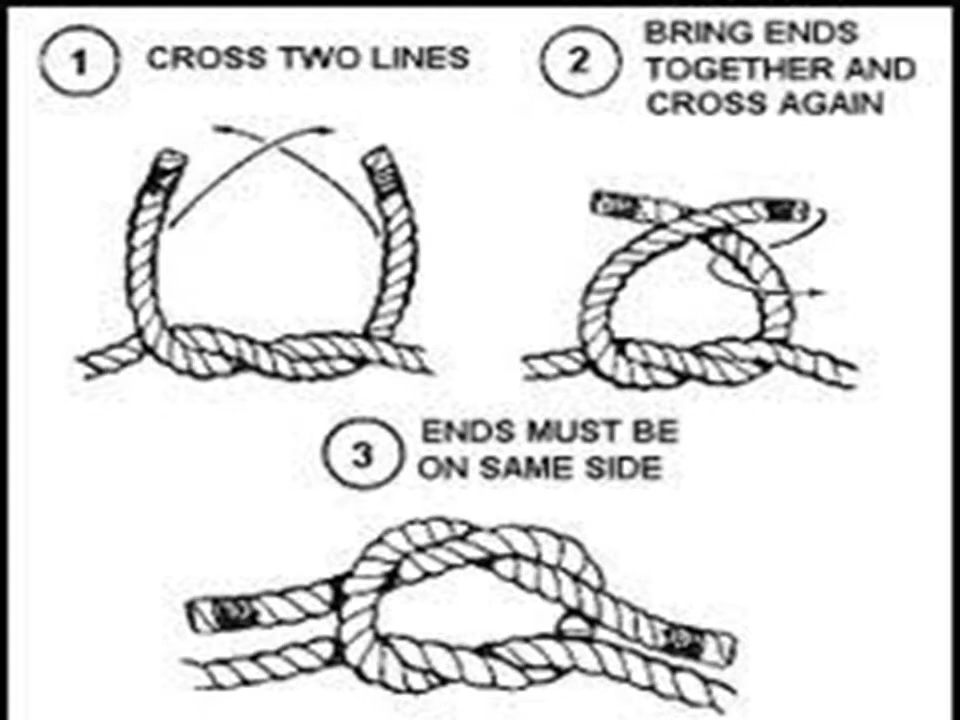 1 CROSS TWO LINES
2 BRING ENDS
TOGETHER AND
CROSS AGAIN
3 ENDS MUST BE
ON SAME SIDE